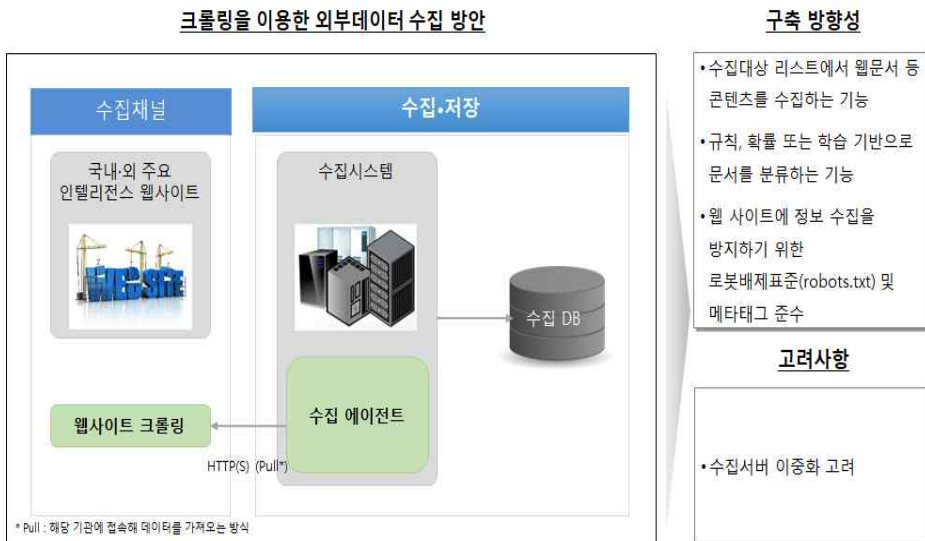 크롤링을 이용한 외부데이터 수집 방안
수집채널
수집•저장
국내·외 주요
인텔리전스 웹사이트
WEBSITE
수집시스템
수집 DB
웹사이트 크롤링
수집 에이전트
HTTP(S) (Pull*)
* Pull : 해당 기관에 접속해 데이터를 가져오는 방식
구축 방향성
•수집대상 리스트에서 웹문서 등
콘텐츠를 수집하는 기능
•규칙, 확률 또는 학습 기반으로
문서를 분류하는 기능
•웹 사이트에 정보 수집을
방지하기 위한
로봇배제표준(robots.txt) 및
메타태그 준수
고려사항
•수집서버 이중화 고려